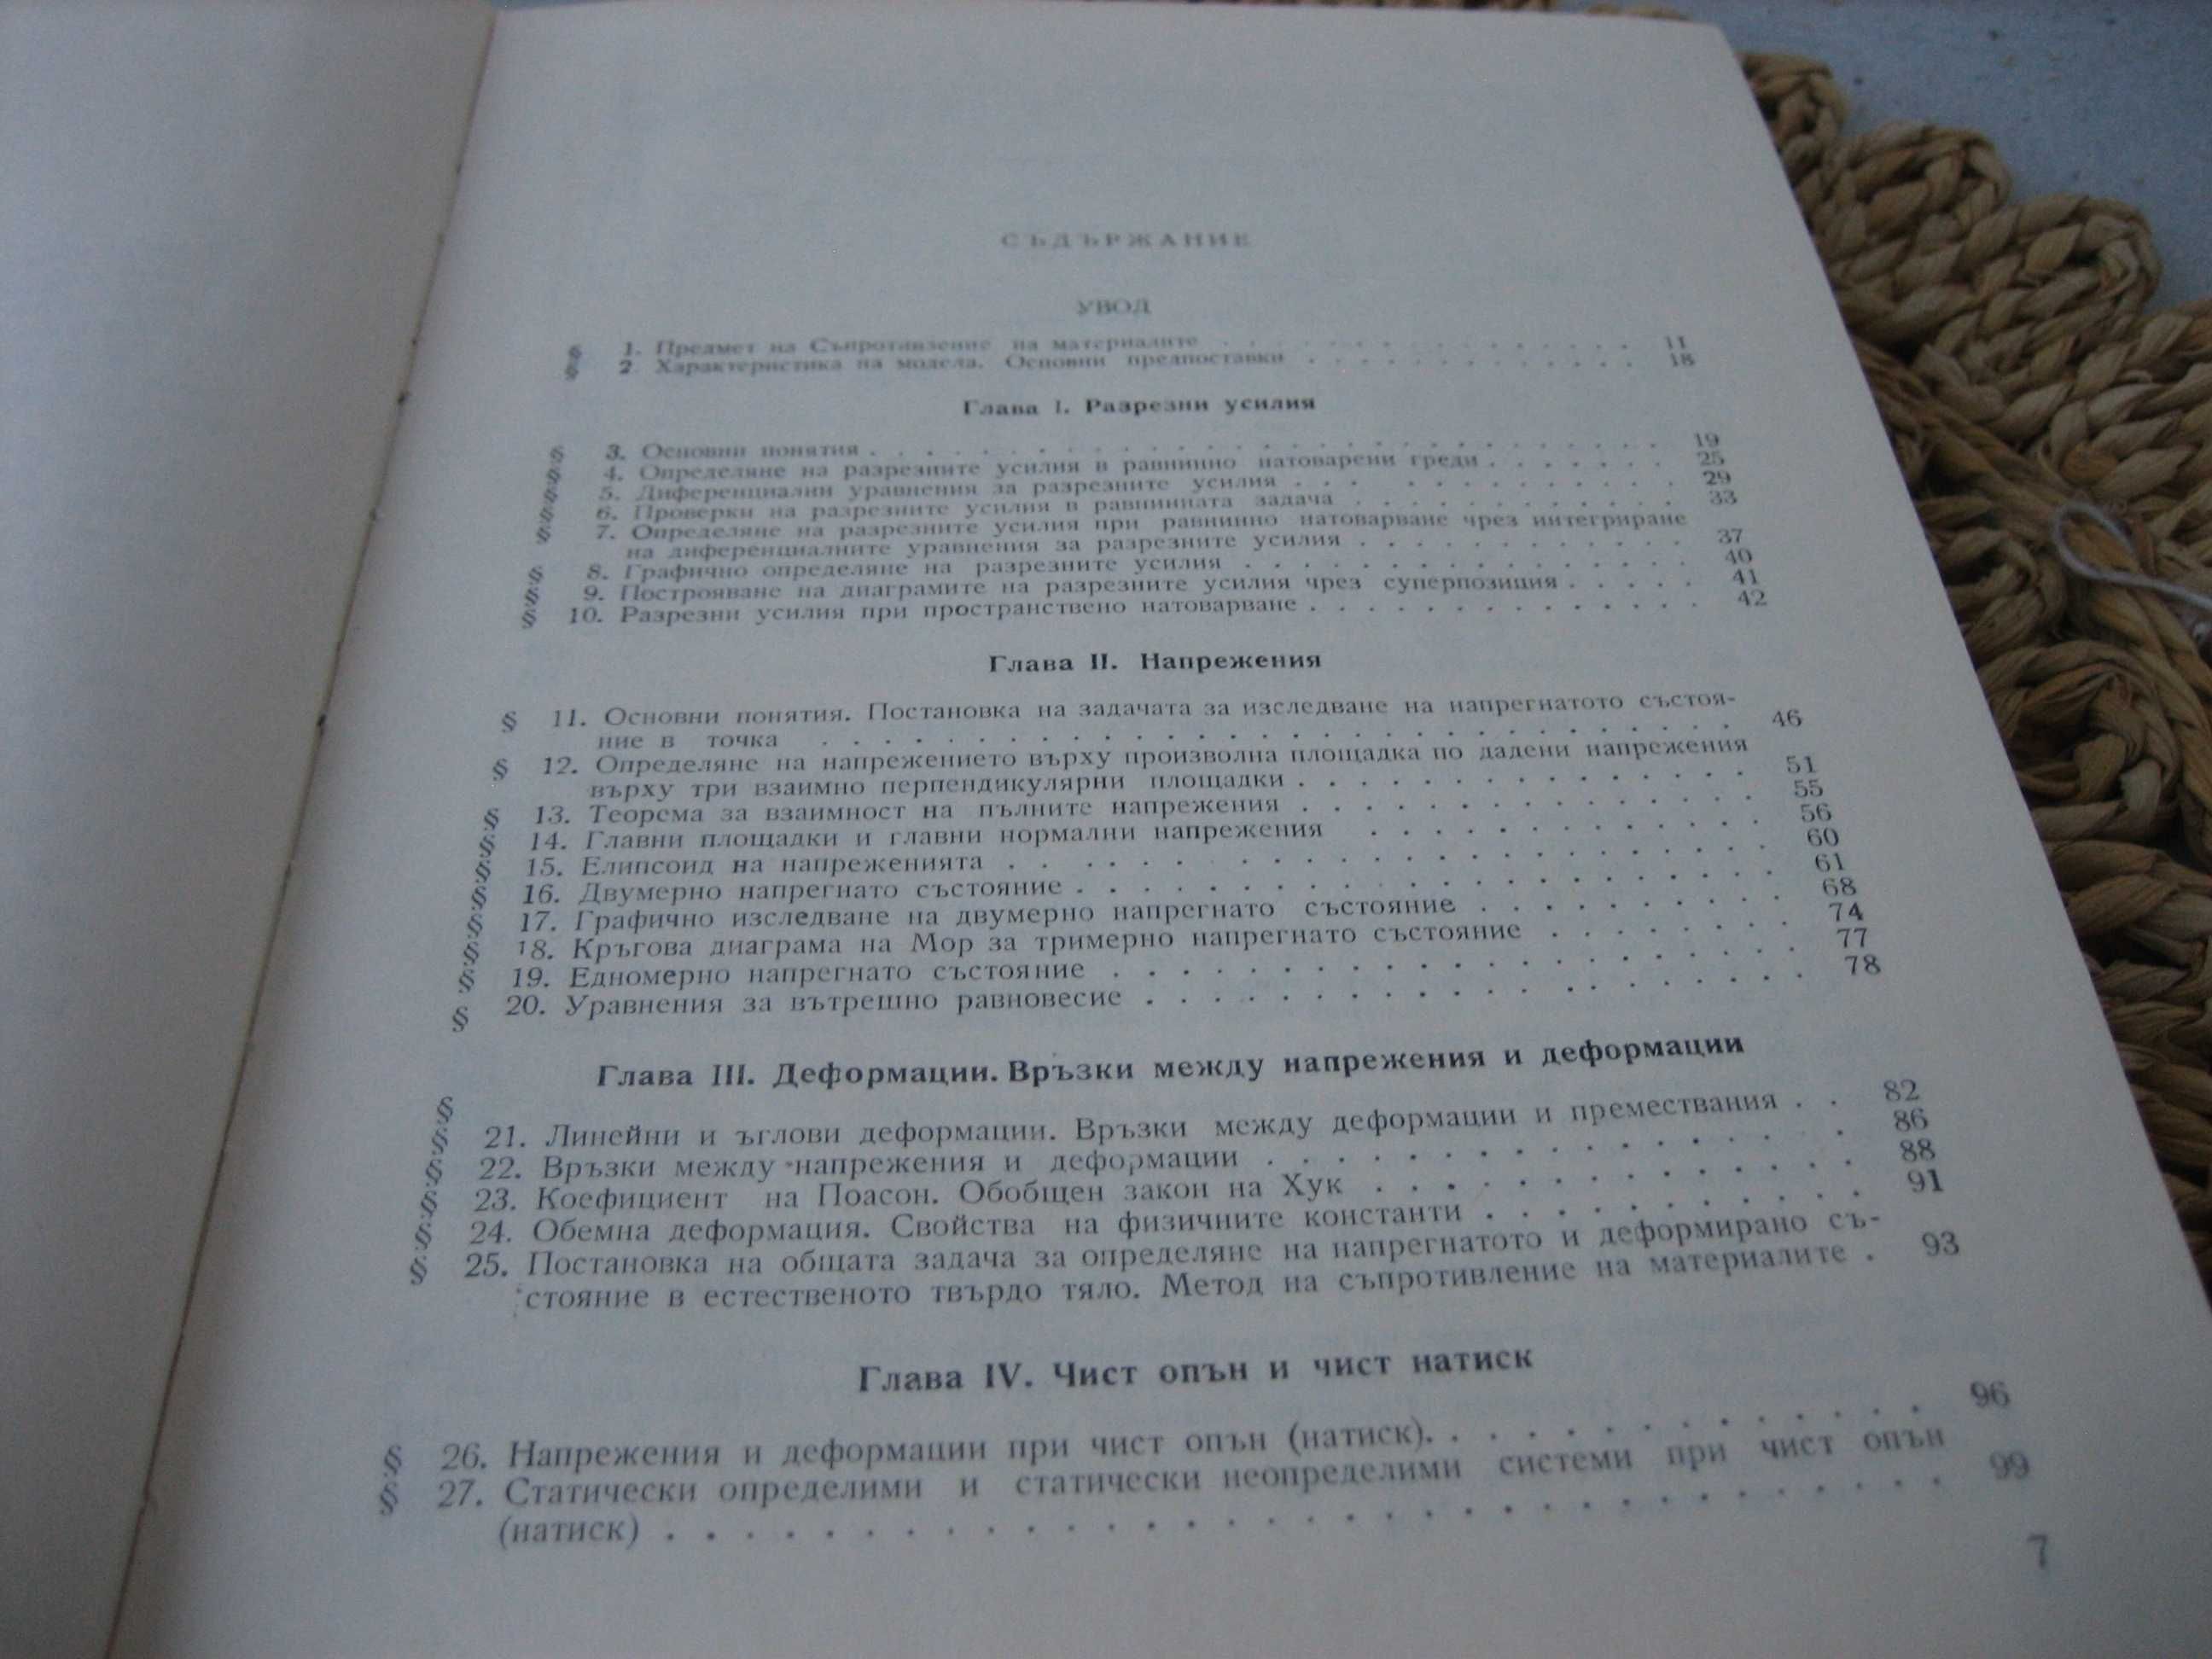 СЪДЪРЖАНИЕ
УВОД
§ 1. Предмет на Съпротивление на материалите . . . . . . . . . . . . . . . 11
§ 2 Характеристика на модела. Основни предпоставки . . . . . . . . . . . . 18
Глава I. Разрезни усилия
§ 3. Основни понятия . . . . . . . . . . . . . . . . . . . . . . . . . . 19
§ 4. Определяне на разрезните усилия в равнинно натоварени греди . . . . . . . 25
§ 5. Диференциални уравнения за разрезните усилия . . . . . . . . . . . . . 29
§ 6. Проверки на разрезните усилия в равнинната задача . . . . . . . . . . . 33
§ 7. Определяне на разрезните усилия при равнинно натоварване чрез интегриране
на диференциалните уравнения за разрезните усилия . . . . . . . . . . . 37
§ 8. Графично определяне на разрезните усилия . . . . . . . . . . . . . . . 40
§ 9. Построяване на диаграмите на разрезните усилия чрез суперпозиция . . . . . 41
§ 10. Разрезни усилия при пространствено натоварване . . . . . . . . . . . . . 42
Глава II. Напрежения
§ 11. Основни понятия. Постановка на задачата за изследване на напрегнатото състоя-
ние в точка . . . . . . . . . . . . . . . . . . . . . . . . . . 46
§ 12. Определяне на напрежението върху произволна площадка по дадени напрежения
върху три взаимно перпендикулярни площадки . . . . . . . . . . . . . . 51
§ 13. Теорема за взаимност на пълните напрежения . . . . . . . . . . . . . . 55
§ 14. Главни площадки и главни нормални напрежения . . . . . . . . . . . . 56
§ 15. Елипсоид на напреженията . . . . . . . . . . . . . . . . . . . . . 60
§ 16. Двумерно напрегнато състояние . . . . . . . . . . . . . . . . . . . 61
§ 17. Графично изследване на двумерно напрегнато състояние . . . . . . . . . . 68
§ 18. Кръгова диаграма на Мор за тримерно напрегнато състояние . . . . . . . . 74
§ 19. Едномерно напрегнато състояние . . . . . . . . . . . . . . . . . . . 77
§ 20. Уравнения за вътрешно равновесие . . . . . . . . . . . . . . . . . . 78
Глава III. Деформации. Връзки между напрежения и деформации
§ 21. Линейни и ъглови деформации. Връзки между деформации и премествания . . 82
§ 22. Връзки между напрежения и деформации . . . . . . . . . . . . . . . 86
§ 23. Коефициент на Поасон. Обобщен закон на Хук . . . . . . . . . . . . . 88
§ 24. Обемна деформация. Свойства на физичните константи . . . . . . . . . . 91
§ 25. Постановка на общата задача за определяне на напрегнатото и деформирано съ-
стояние в естественото твърдо тяло. Метод на съпротивление на материалите . 93
Глава IV. Чист опън и чист натиск
§ 26. Напрежения и деформации при чист опън (натиск). . . . . . . . . . . . . 96
§ 27. Статически определими и статически неопределими системи при чист опън
(натиск) . . . . . . . . . . . . . . . . . . . . . . . . . . . . . 99
7